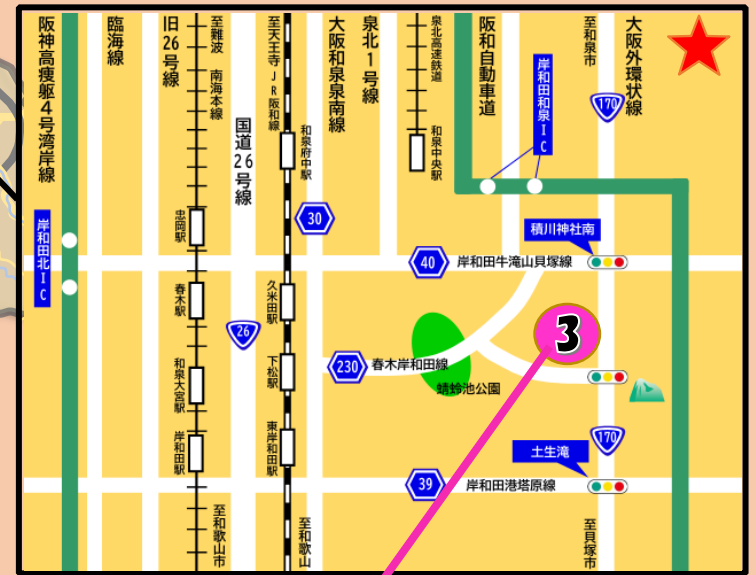 阪神高痩躯４号湾岸線
臨海線
旧26号線
至難波　南海本線
国道26号線
至天王寺　ＪＲ阪和線
大阪和泉泉南線
泉北１号線
泉北高速鉄道
阪和自動車道
岸和田和泉ＩＣ
至和泉市
大阪外環状線
170
和泉府中駅
和泉中央駅
忠岡駅
30
積川神社南
岸和田北ＩＣ
40
岸和田牛滝山貝塚線
春木駅
久米田駅
26
3
和泉大宮駅
下松駅
230
春木岸和田線
蜻蛉池公園
岸和田駅
東岸和田駅
170
土生滝
39
岸和田港塔原線
至和歌山市
至和歌山
至貝塚市